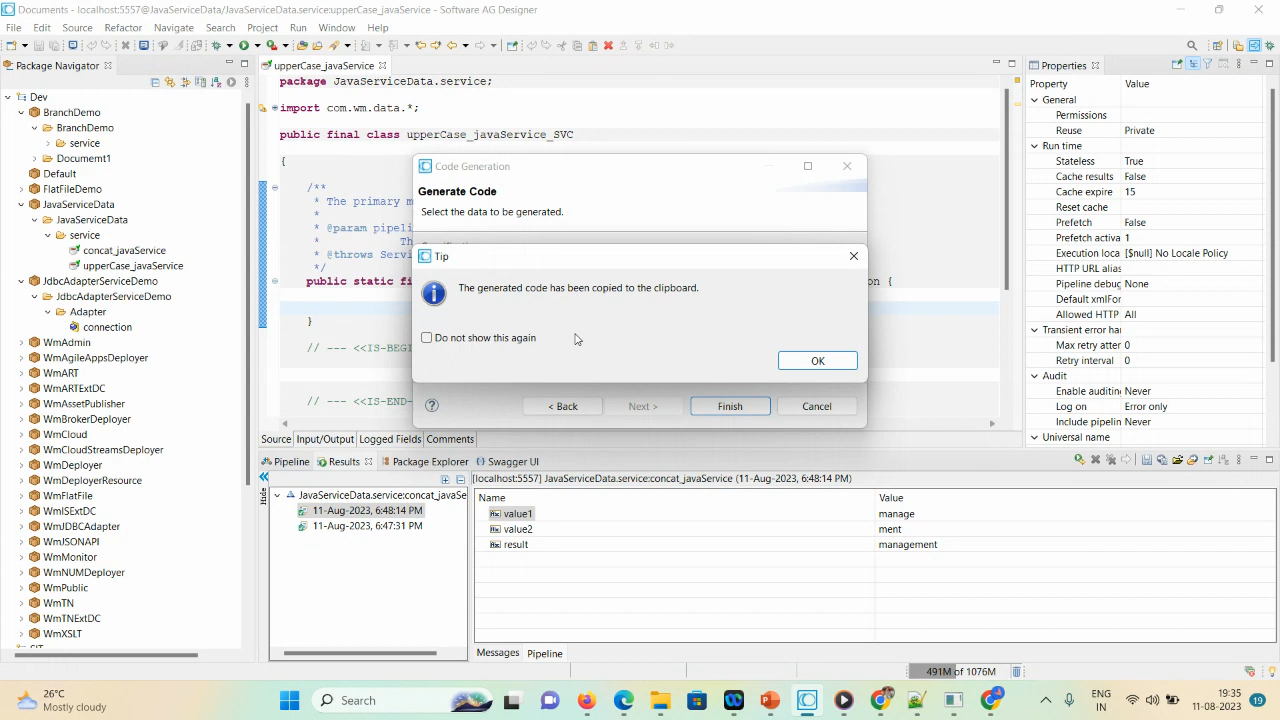 Documents - localhost:5557@JavaServiceData/JavaServiceData.service:upperCase_javaService - Software AG Designer
File Edit Source Refactor Navigate Search Project Run Window Help
Package Navigator
Dev
BranchDemo
BranchDemo
service
Document1
Default
FlatFileDemo
JavaServiceData
JavaServiceData
service
concat_javaService
upperCase_javaService
JdbcAdapterServiceDemo
JdbcAdapterServiceDemo
Adapter
connection
WmAdmin
WmAgileAppsDeployer
WmART
WmARTExtDC
WmAssetPublisher
WmBrokerDeployer
WmCloud
WmCloudStreamsDeployer
WmDeployer
WmDeployerResource
WmFlatFile
WmISExtDC
WmJDBCAdapter
WmJSONAPI
WmMonitor
WmNUMDeployer
WmPublic
WmTN
WmTNExtDC
WmXSLT
upperCase_javaService
package JavaServiceData.service;
import com.wm.data.*;
public final class upperCase_javaService_SVC
{
/**
* The primary m
*
* @param pipeli
* Th
* @throws Servi
*/
public static fi
on {
}
// --- <<IS-BEGI
// --- <<IS-END-
Source Input/Output Logged Fields Comments
Code Generation
Generate Code
Select the data to be generated.
Tip
The generated code has been copied to the clipboard.
Do not show this again
OK
< Back Next > Finish Cancel
Properties
Property Value
General
Permissions
Reuse Private
Run time
Stateless True
Cache results False
Cache expire 15
Reset cache
Prefetch False
Prefetch activa 1
Execution loca [$null] No Locale Policy
HTTP URL alias
Pipeline debug None
Default xmlFor
Allowed HTTP All
Transient error har
Max retry atter 0
Retry interval 0
Audit
Enable auditing Never
Log on Error only
Include pipelin Never
Universal name
Pipeline Results Package Explorer Swagger UI
Hide
JavaServiceData.service:concat_javaSe
11-Aug-2023, 6:48:14 PM
11-Aug-2023, 6:47:31 PM
[localhost:5557] JavaServiceData.service:concat_javaService (11-Aug-2023, 6:48:14 PM)
Name Value
value1 manage
value2 ment
result management
Messages Pipeline
491M of 1076M
26°C
Mostly cloudy
Search
ENG
IN
19:35
11-08-2023
19